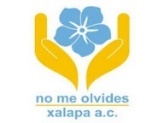 no me olvides
xalapa a.c.